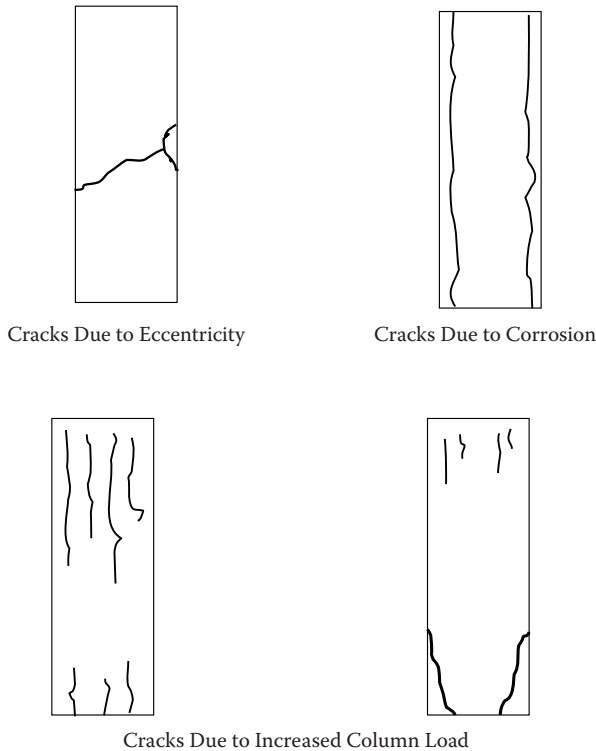 Cracks Due to Eccentricity
Cracks Due to Corrosion
Cracks Due to Increased Column Load